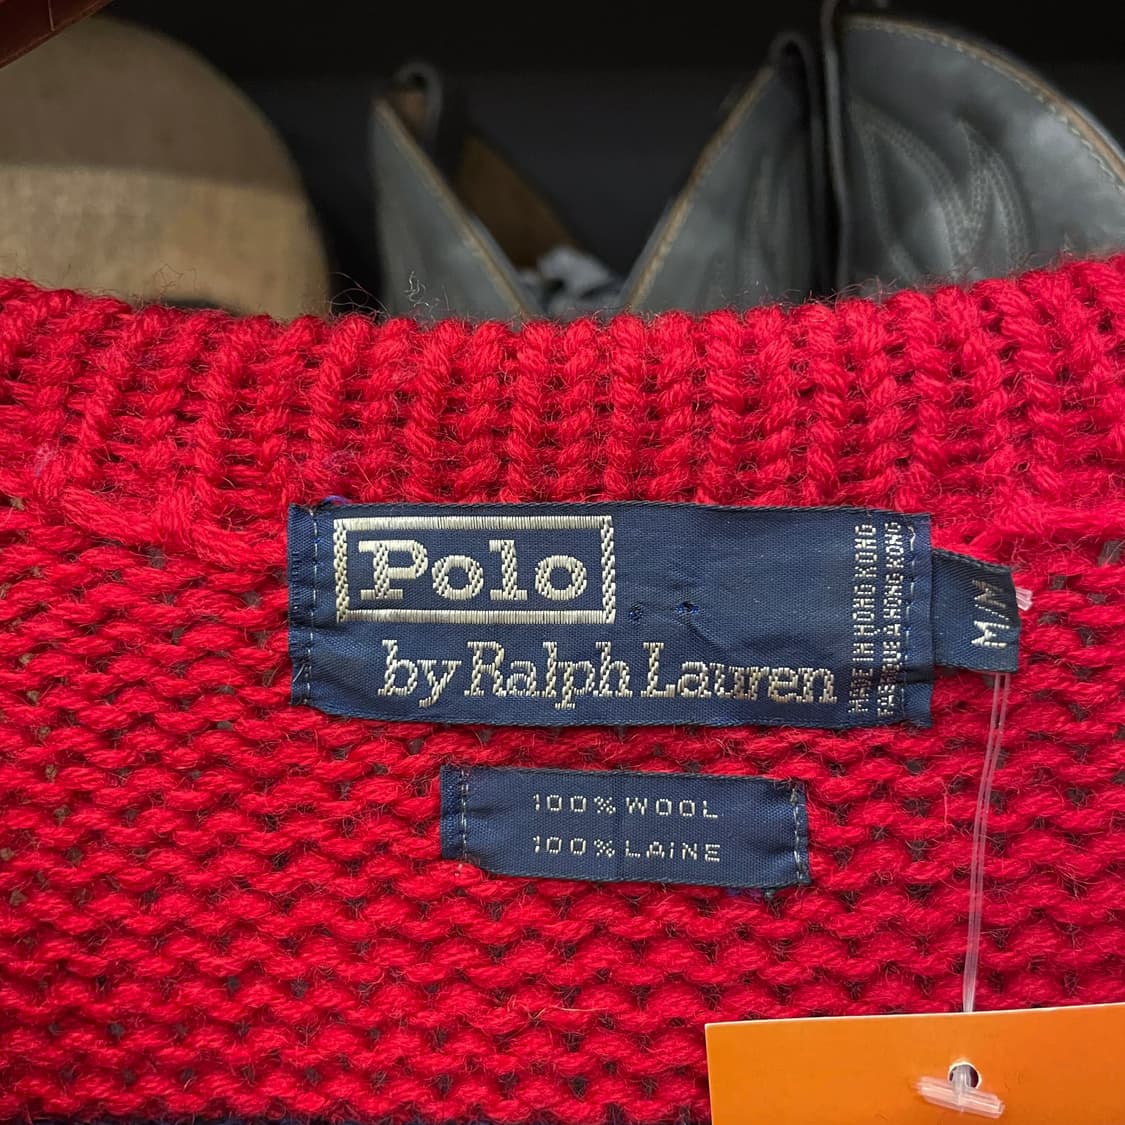 Polo
by Ralph Lauren
MADE IN HONG KONG
FABRIQUE A HONG KONG
M/M
100% WOOL
100% LAINE